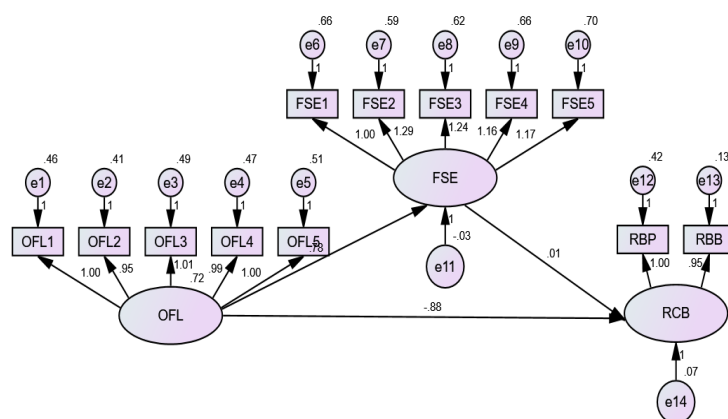 .66 .59 .62 .66 .70
e6 e7 e8 e9 e10
1 1 1 1 1
FSE1 FSE2 FSE3 FSE4 FSE5
1.00 1.29 1.24 1.16 1.17
FSE
.46 .41 .49 .47 .51
e1 e2 e3 e4 e5
1 1 1 1 1
OFL1 OFL2 OFL3 OFL4 OFL5
1.00 .95 1.01 .99 1.00
.72
OFL
.78
1
-.03
e11
.01
-.88
.42 .13
e12 e13
1 1
RBP RBB
1.00 .95
RCB
1
.07
e14